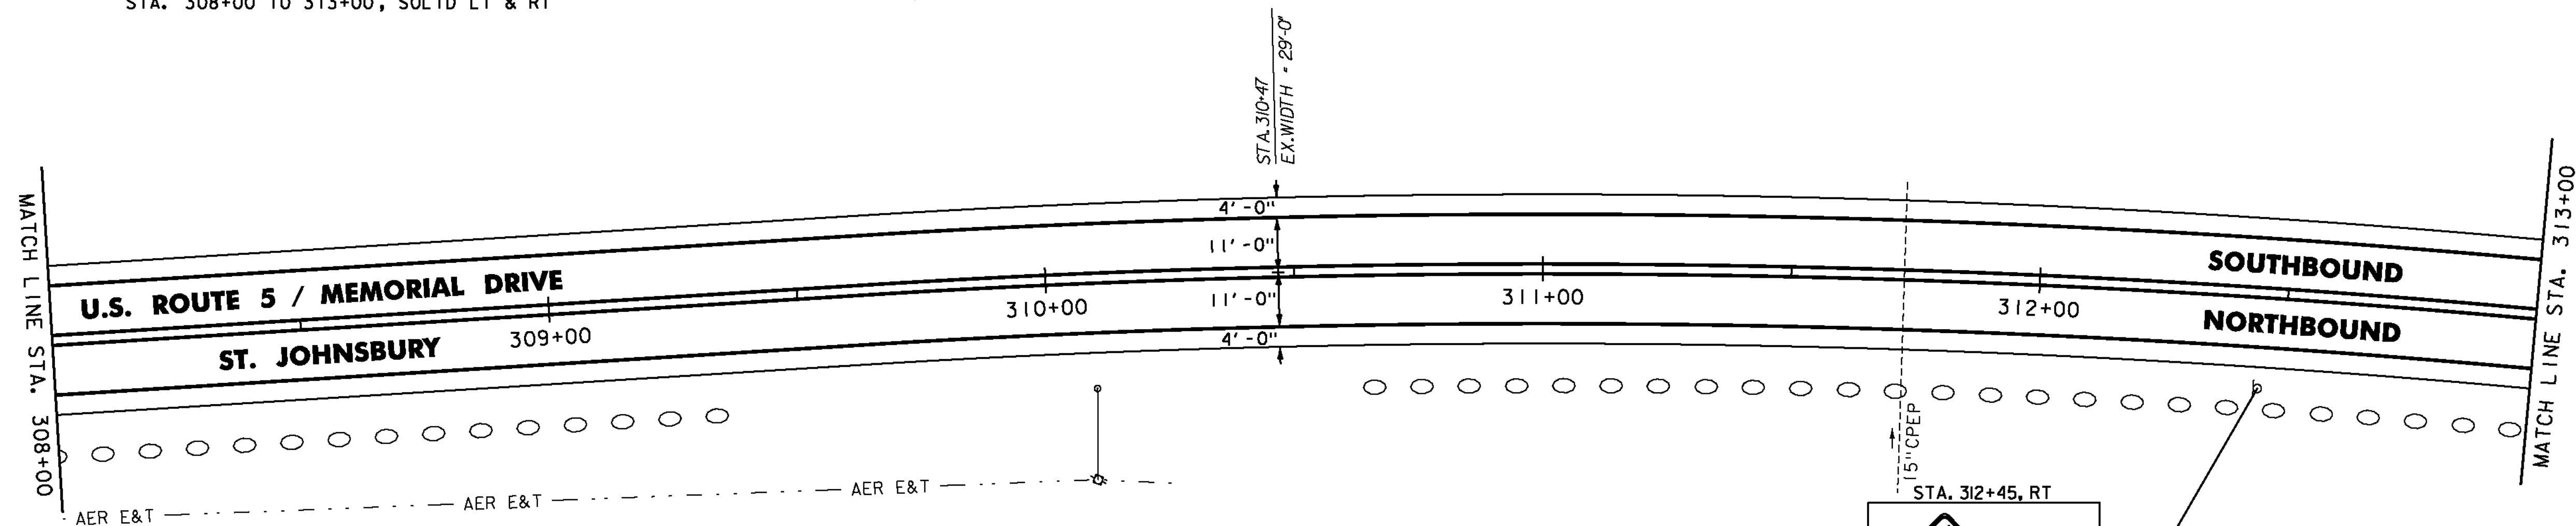 STA. 308+00 TO 313+00, SOLID LT & RT
STA. 310+47
EX. WIDTH = 29'-0"
MATCH LINE STA. 308+00
MATCH LINE STA. 313+00
4'-0"
11'-0"
SOUTHBOUND
U.S. ROUTE 5 / MEMORIAL DRIVE
11'-0"
311+00
310+00
312+00
NORTHBOUND
309+00
4'-0"
ST. JOHNSBURY
15" CPEP
AER E&T
AER E&T
AER E&T
STA. 312+45, RT